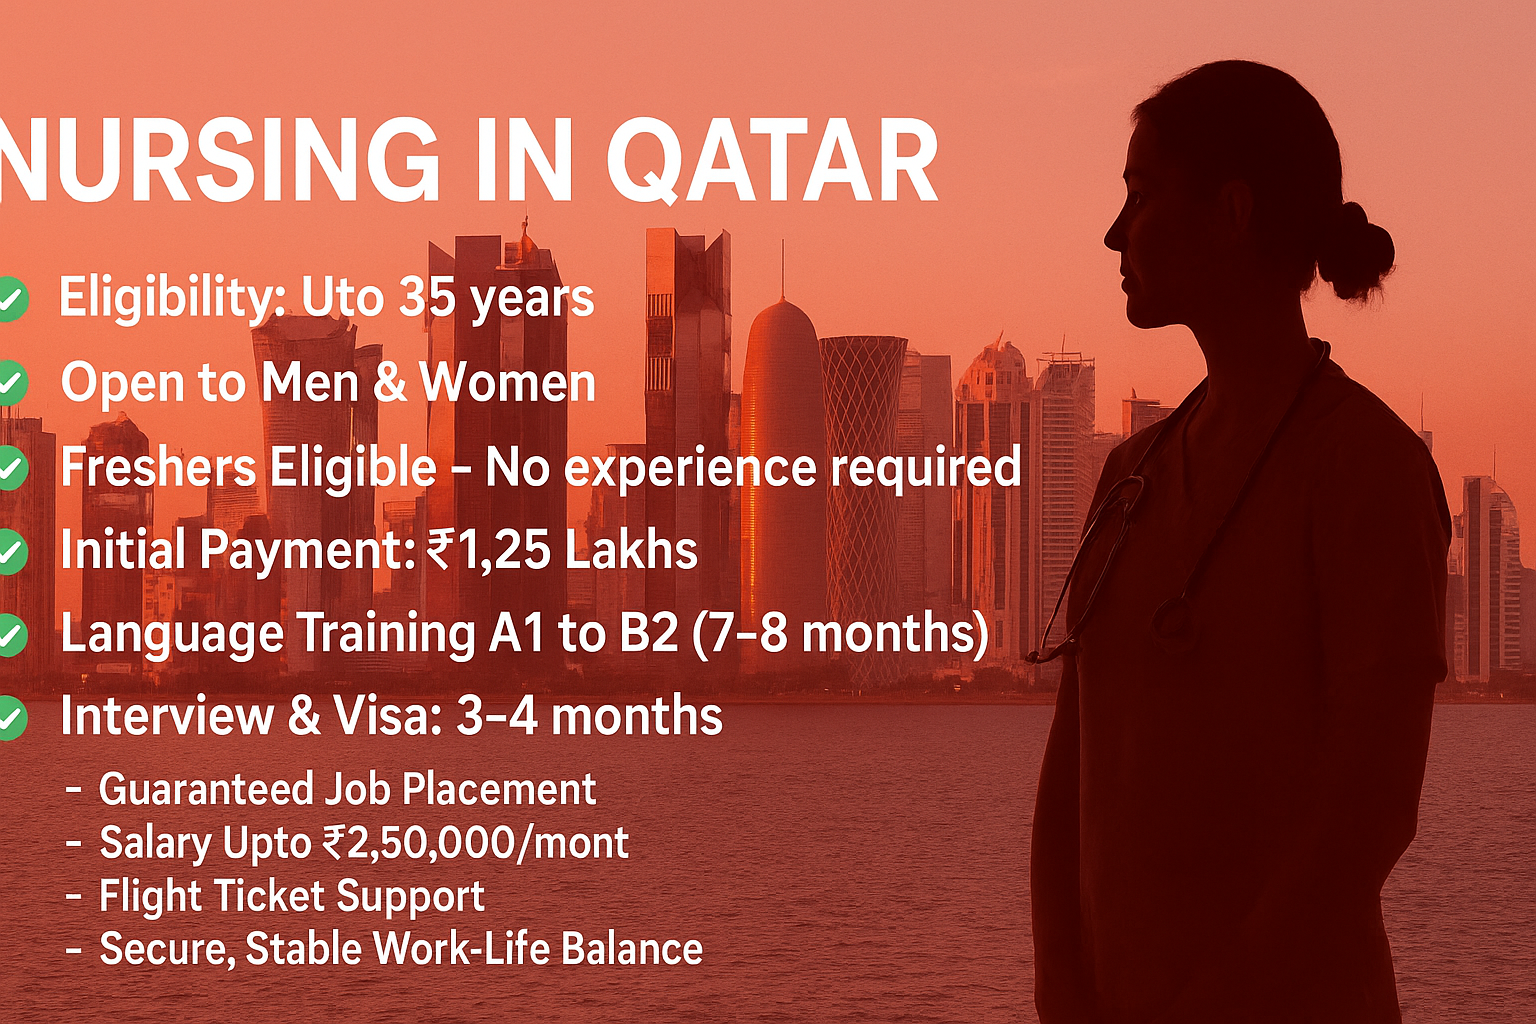 NURSING IN QATAR
Eligibility: Uto 35 years
Open to Men & Women
Freshers Eligible – No experience required
Initial Payment: ₹1,25 Lakhs
Language Training A1 to B2 (7–8 months)
Interview & Visa: 3–4 months
– Guaranteed Job Placement
– Salary Upto ₹2,50,000/mont
– Flight Ticket Support
– Secure, Stable Work-Life Balance